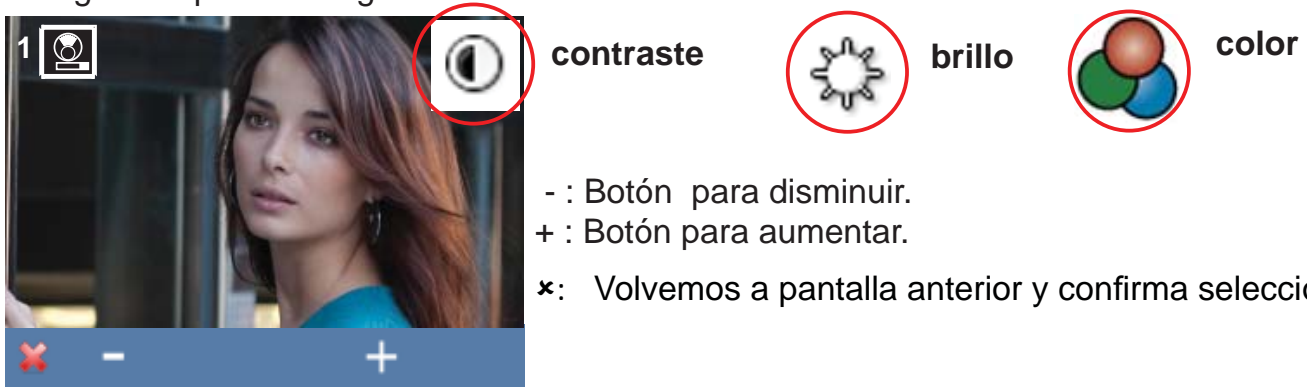 1
contraste
brillo
color
- : Botón para disminuir.
+ : Botón para aumentar.
×: Volvemos a pantalla anterior y confirma
- +